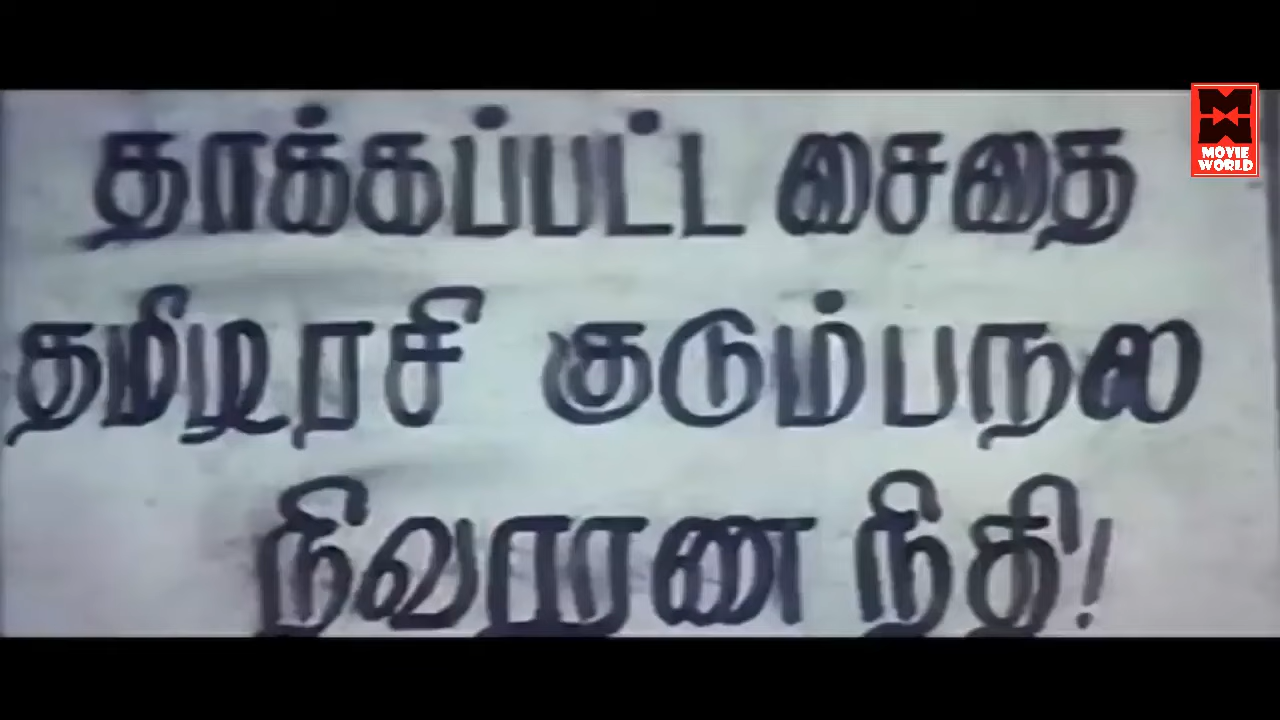 தாக்கப்பட்ட சைதை
தமிழரசி குடும்பநல
நிவாரண நிதி!
MOVIE
WORLD